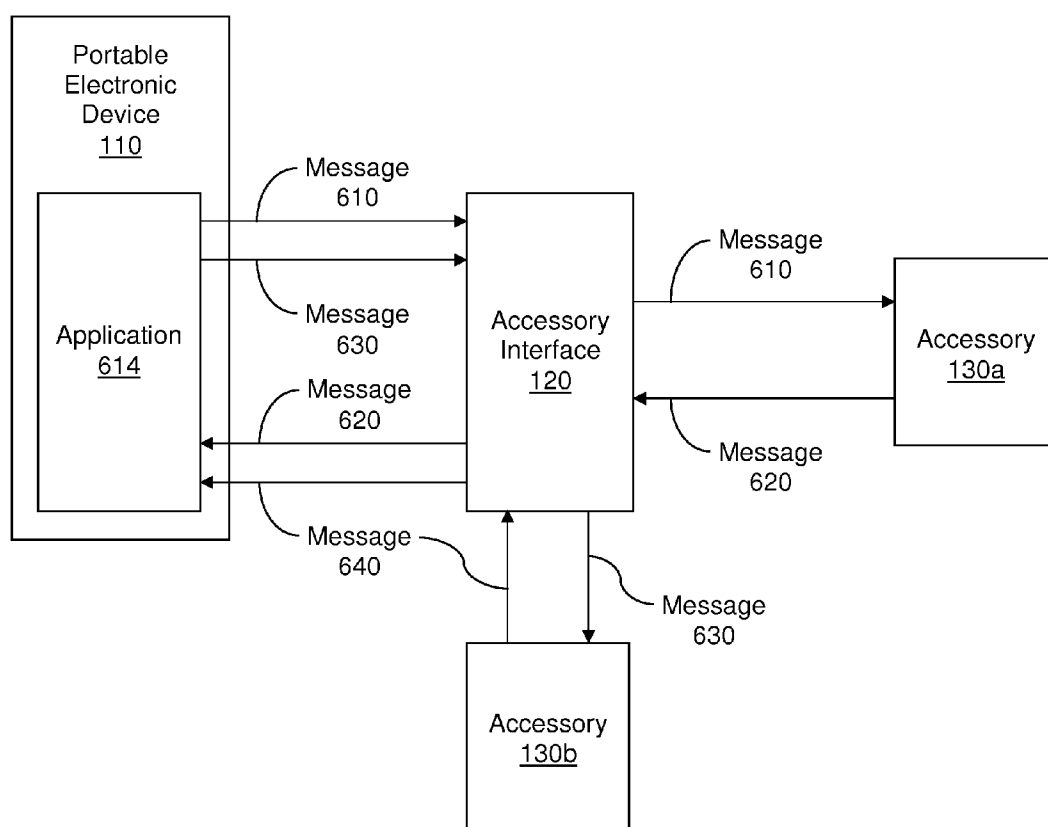 Portable
Electronic
Device
110
Message
610
Message
630
Application
614
Message
620
Message
640
Accessory
Interface
120
Message
610
Message
620
Accessory
130a
Message
630
Accessory
130b